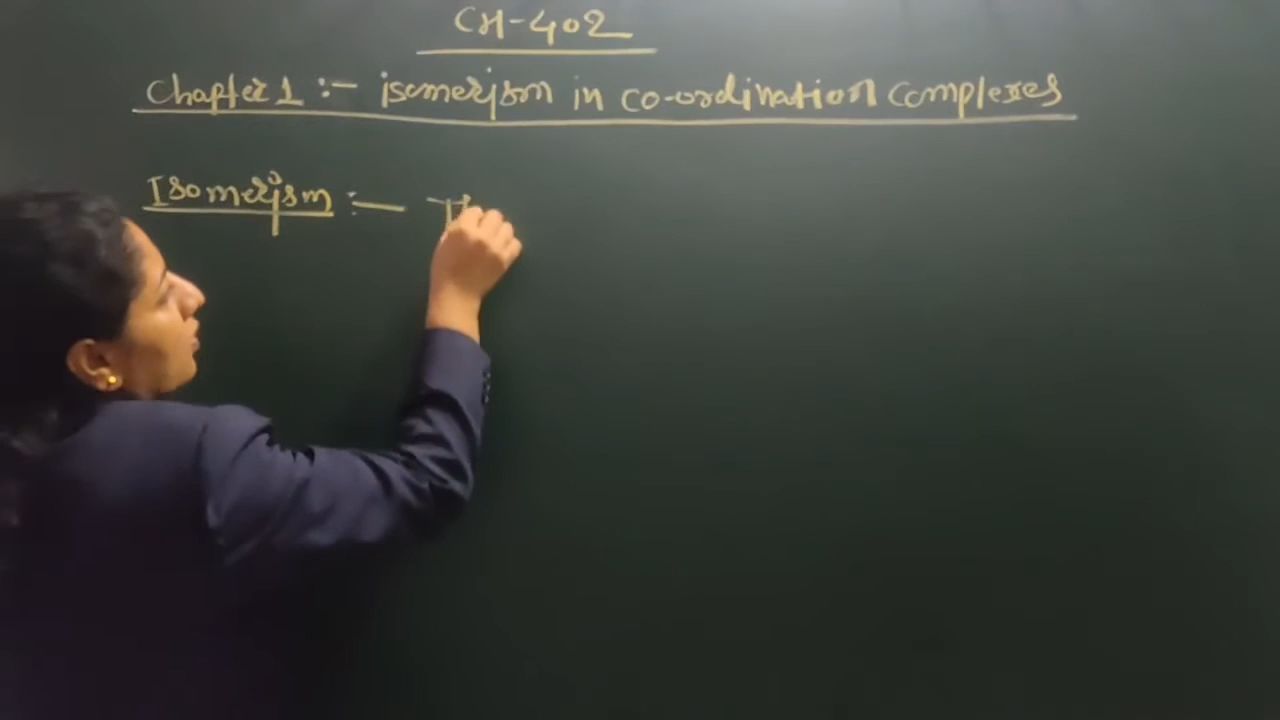 CH-402
Chapter 1 :- isomerism in co-ordination complexes
Isomerism :-